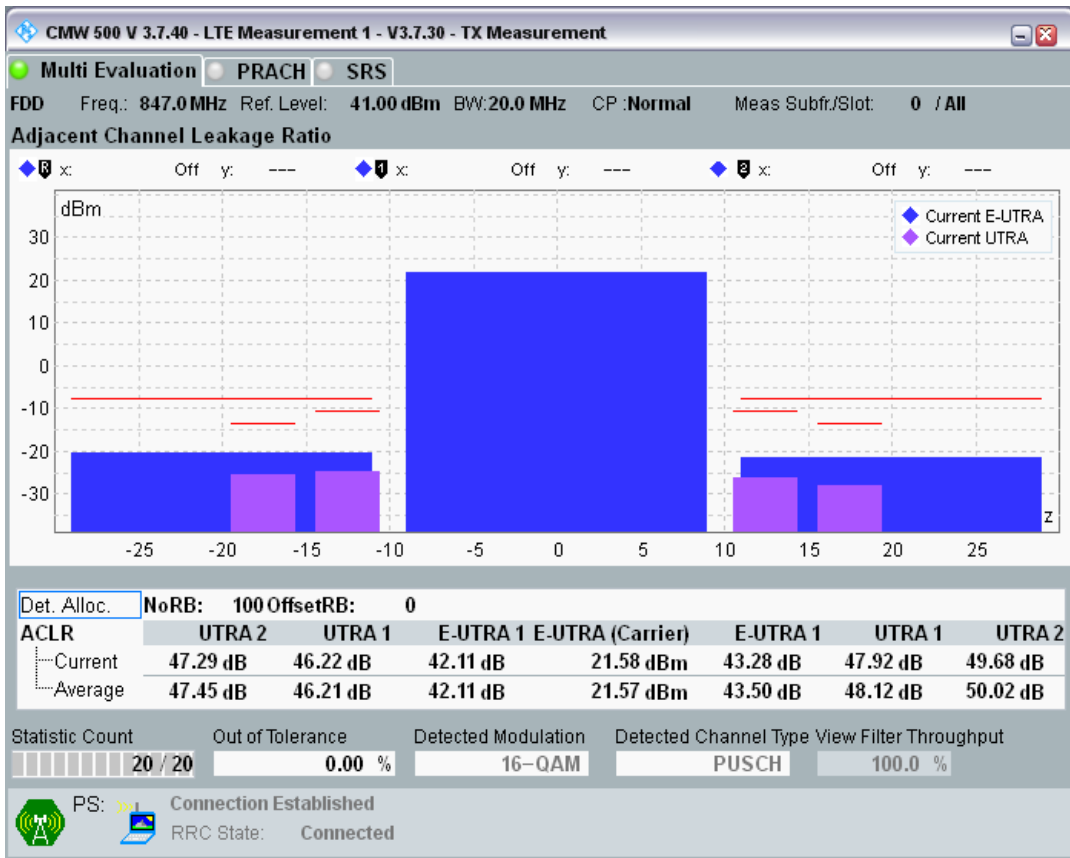 CMW 500 V 3.7.40 - LTE Measurement 1 - V3.7.30 - TX Measurement
Multi Evaluation PRACH SRS
FDD Freq.: 847.0 MHz Ref. Level: 41.00 dBm BW:20.0 MHz CP :Normal Meas Subfr./Slot: 0 / All
Adjacent Channel Leakage Ratio
R x: Off y: --- 1 x: Off y: --- 2 x: Off y: ---
dBm
Current E-UTRA
Current UTRA
30
20
10
0
-10
-20
-30
z
-25 -20 -15 -10 -5 0 5 10 15 20 25
Det. Alloc. NoRB: 100 OffsetRB: 0
ACLR UTRA 2 UTRA 1 E-UTRA 1 E-UTRA (Carrier) E-UTRA 1 UTRA 1 UTRA 2
Current 47.29 dB 46.22 dB 42.11 dB 21.58 dBm 43.28 dB 47.92 dB 49.68 dB
Average 47.45 dB 46.21 dB 42.11 dB 21.57 dBm 43.50 dB 48.12 dB 50.02 dB
Statistic Count Out of Tolerance Detected Modulation Detected Channel Type View Filter Throughput
20 / 20 0.00 % 16-QAM PUSCH 100.0 %
PS: Connection Established
RRC State: Connected